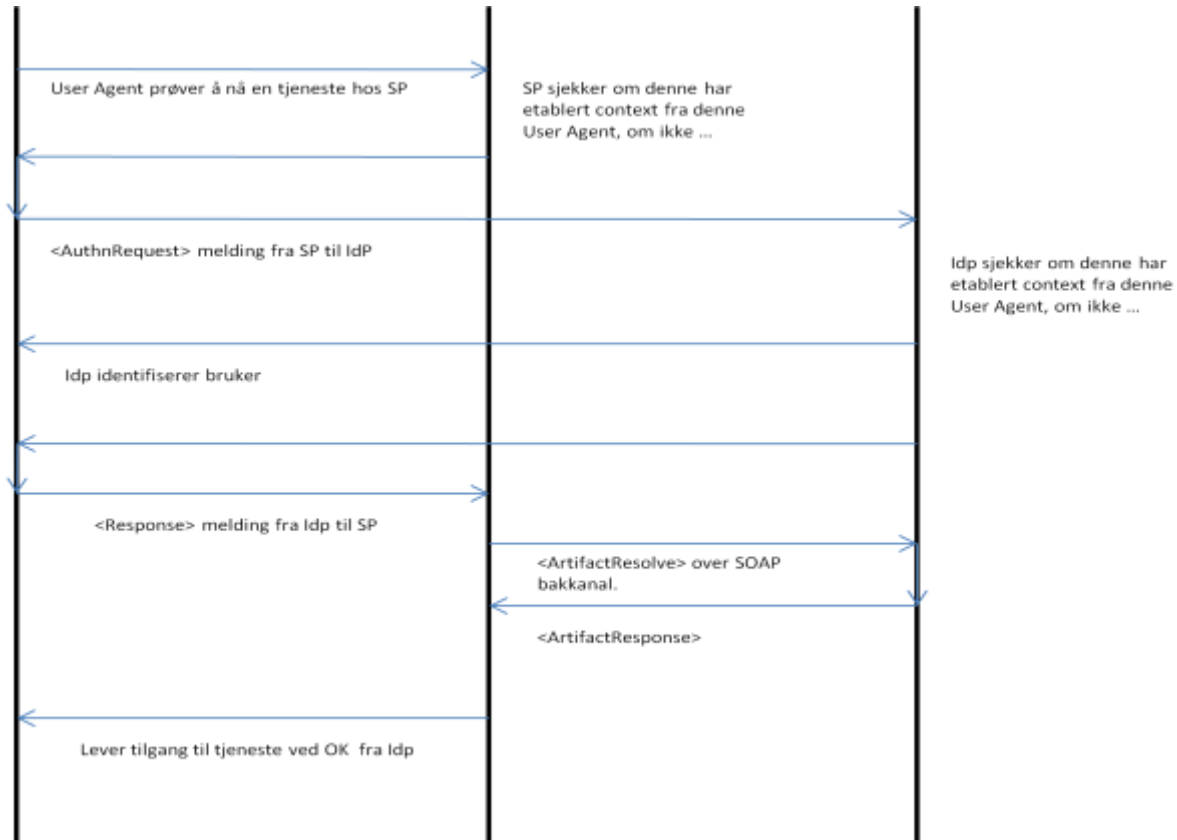 User Agent prøver å nå en tjeneste hos SP
SP sjekker om denne har
etablert context fra denne
User Agent, om ikke ...
<AuthnRequest> melding fra SP til IdP
Idp sjekker om denne har
etablert context fra denne
User Agent, om ikke ...
Idp identifiserer bruker
<Response> melding fra Idp til SP
<ArtifactResolve> over SOAP
bakkanal.
<ArtifactResponse>
Lever tilgang til tjeneste ved OK fra Idp